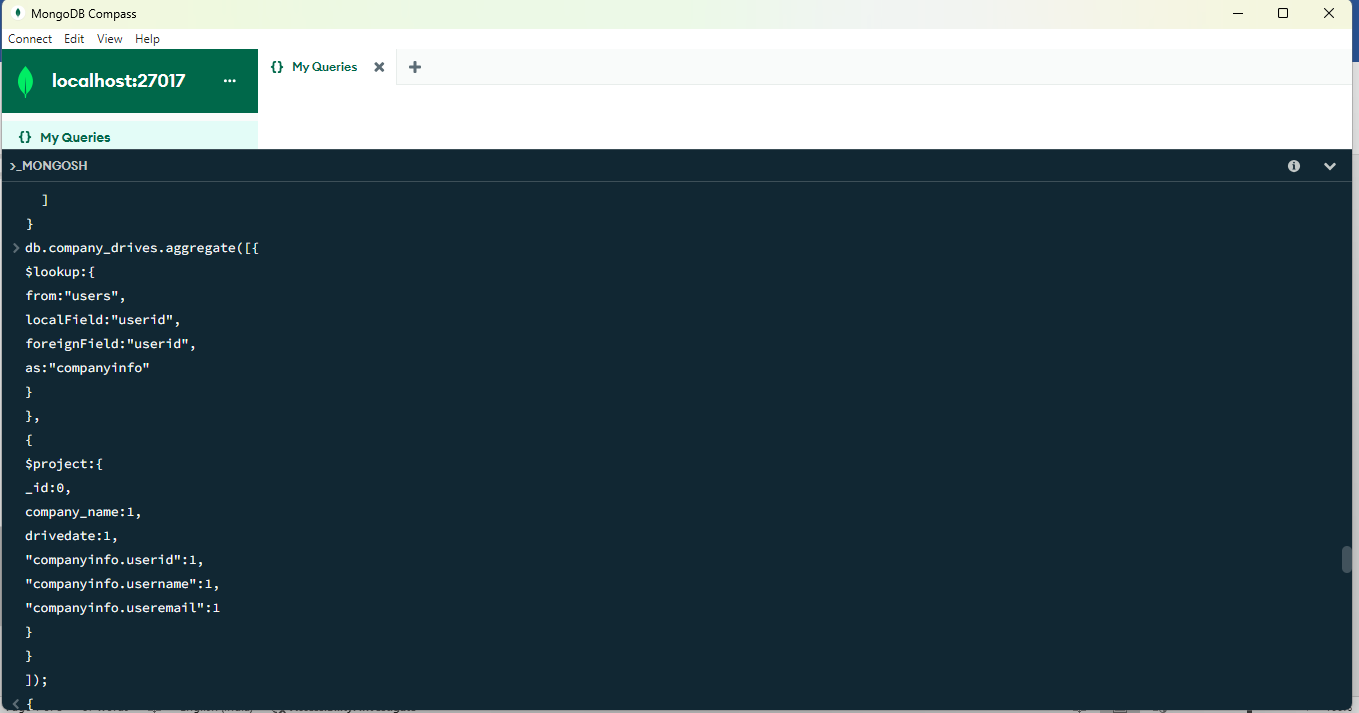 MongoDB Compass
Connect Edit View Help
localhost:27017 ...
{} My Queries
{} My Queries
>_MONGOSH
]
}
> db.company_drives.aggregate([{
$lookup:{
from:"users",
localField:"userid",
foreignField:"userid",
as:"companyinfo"
}
},
{
$project:{
_id:0,
company_name:1,
drivedate:1,
"companyinfo.userid":1,
"companyinfo.username":1,
"companyinfo.useremail":1
}
}
]);
< {